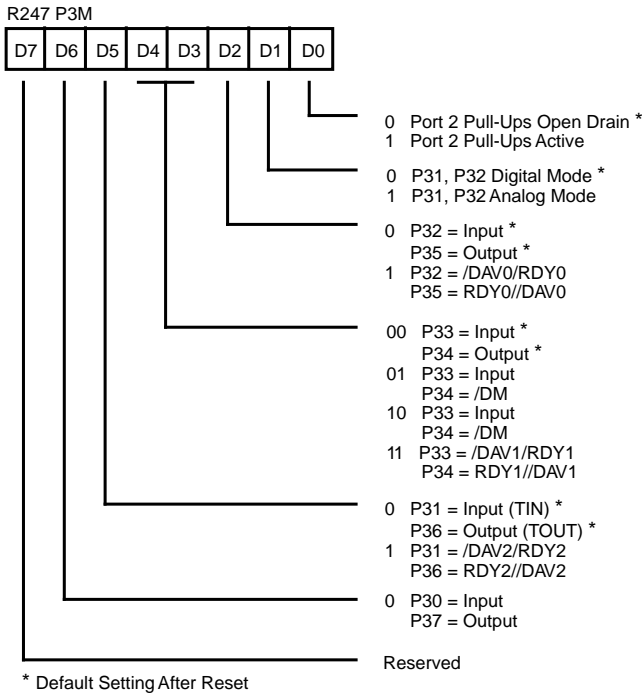 R247 P3M
D7 D6 D5 D4 D3 D2 D1 D0
0 Port 2 Pull-Ups Open Drain *
1 Port 2 Pull-Ups Active
0 P31, P32 Digital Mode *
1 P31, P32 Analog Mode
0 P32 = Input *
P35 = Output *
1 P32 = /DAV0/RDY0
P35 = RDY0//DAV0
00 P33 = Input *
P34 = Output *
01 P33 = Input
P34 = /DM
10 P33 = Input
P34 = /DM
11 P33 = /DAV1/RDY1
P34 = RDY1//DAV1
0 P31 = Input (TIN) *
P36 = Output (TOUT) *
1 P31 = /DAV2/RDY2
P36 = RDY2//DAV2
0 P30 = Input
P37 = Output
Reserved
* Default Setting After Reset